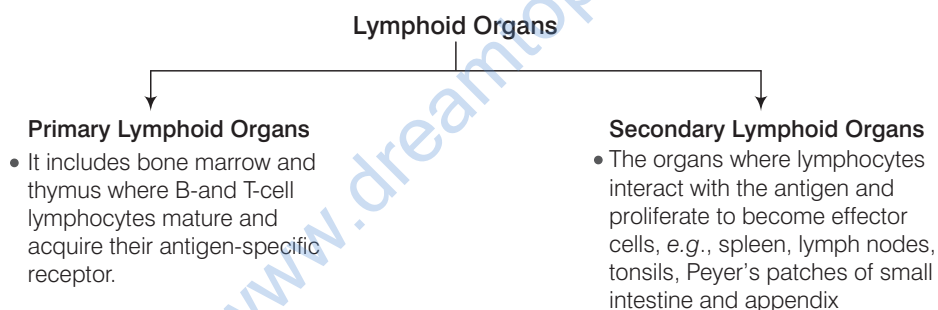 Lymphoid Organs
Primary Lymphoid Organs
• It includes bone marrow and
thymus where B-and T-cell
lymphocytes mature and
acquire their antigen-specific
receptor.
Secondary Lymphoid Organs
• The organs where lymphocytes
interact with the antigen and
proliferate to become effector
cells, e.g., spleen, lymph nodes,
tonsils, Peyer's patches of small
intestine and appendix
www.dreamtop